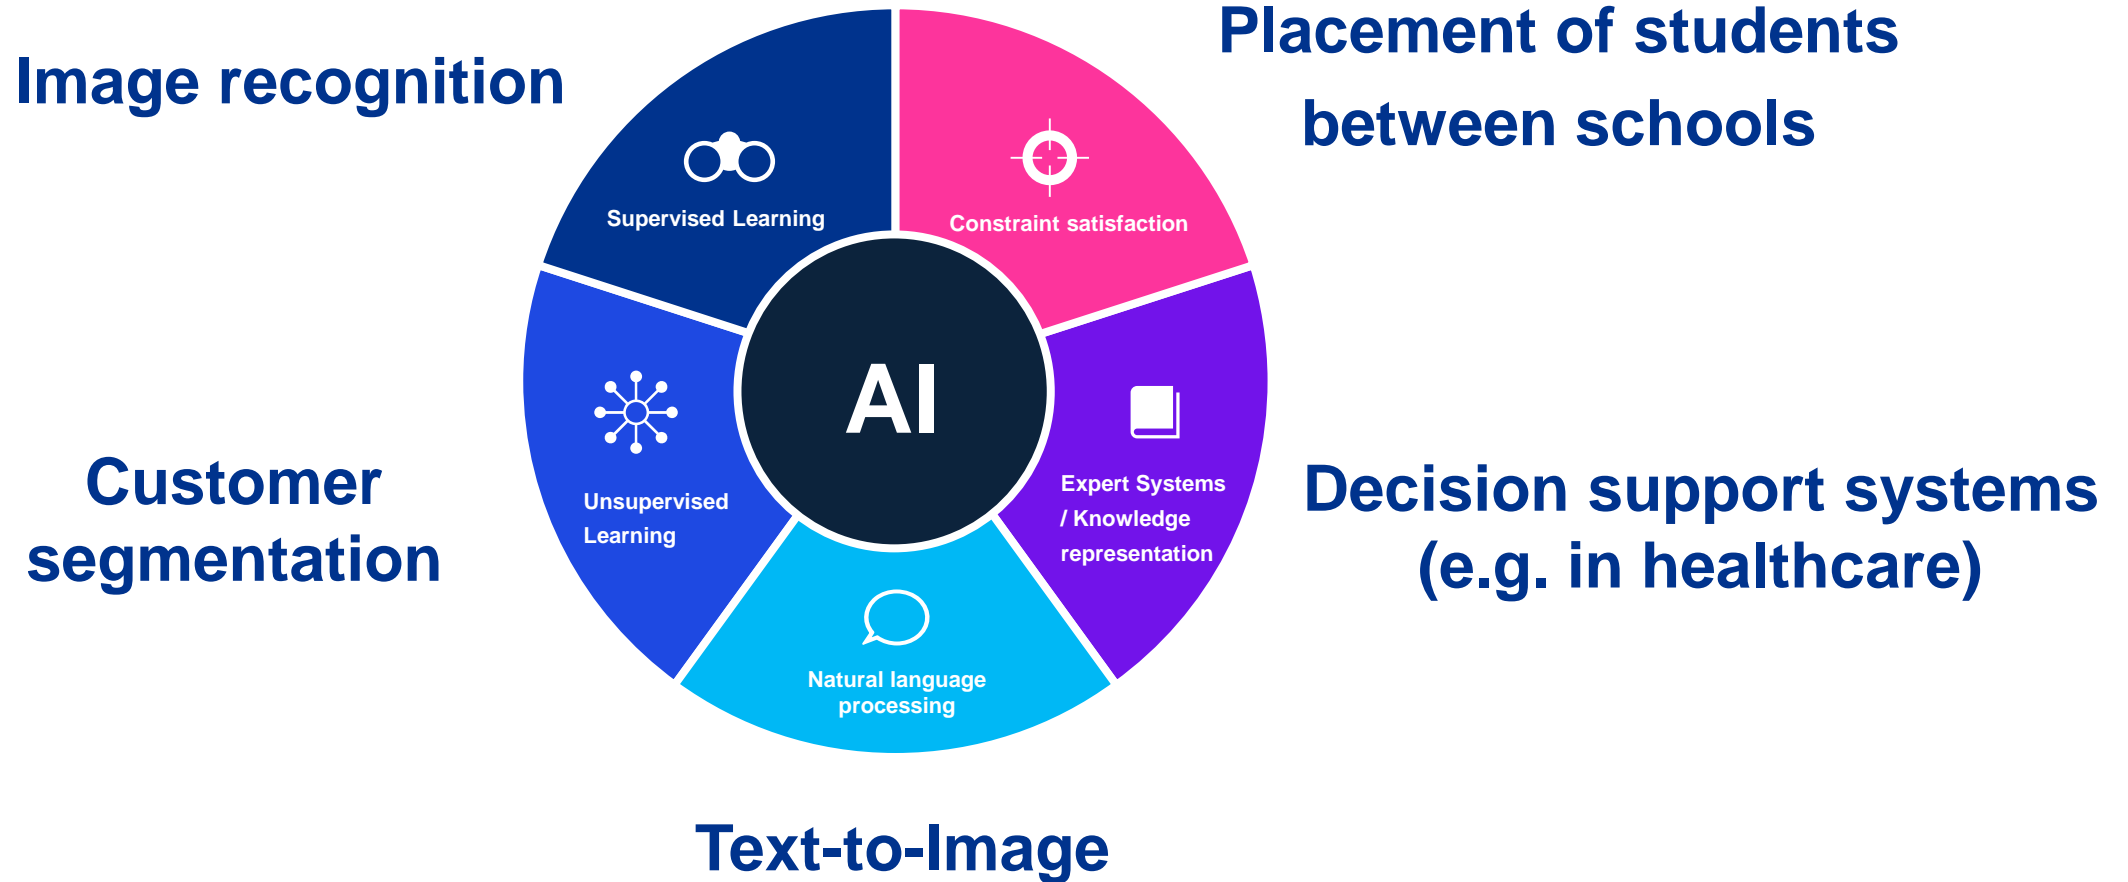 Placement of students
between schools
Image recognition
Supervised Learning
Constraint satisfaction
AI
Customer
segmentation
Unsupervised
Learning
Expert Systems
/ Knowledge
representation
Decision support systems
(e.g. in healthcare)
Natural language
processing
Text-to-Image